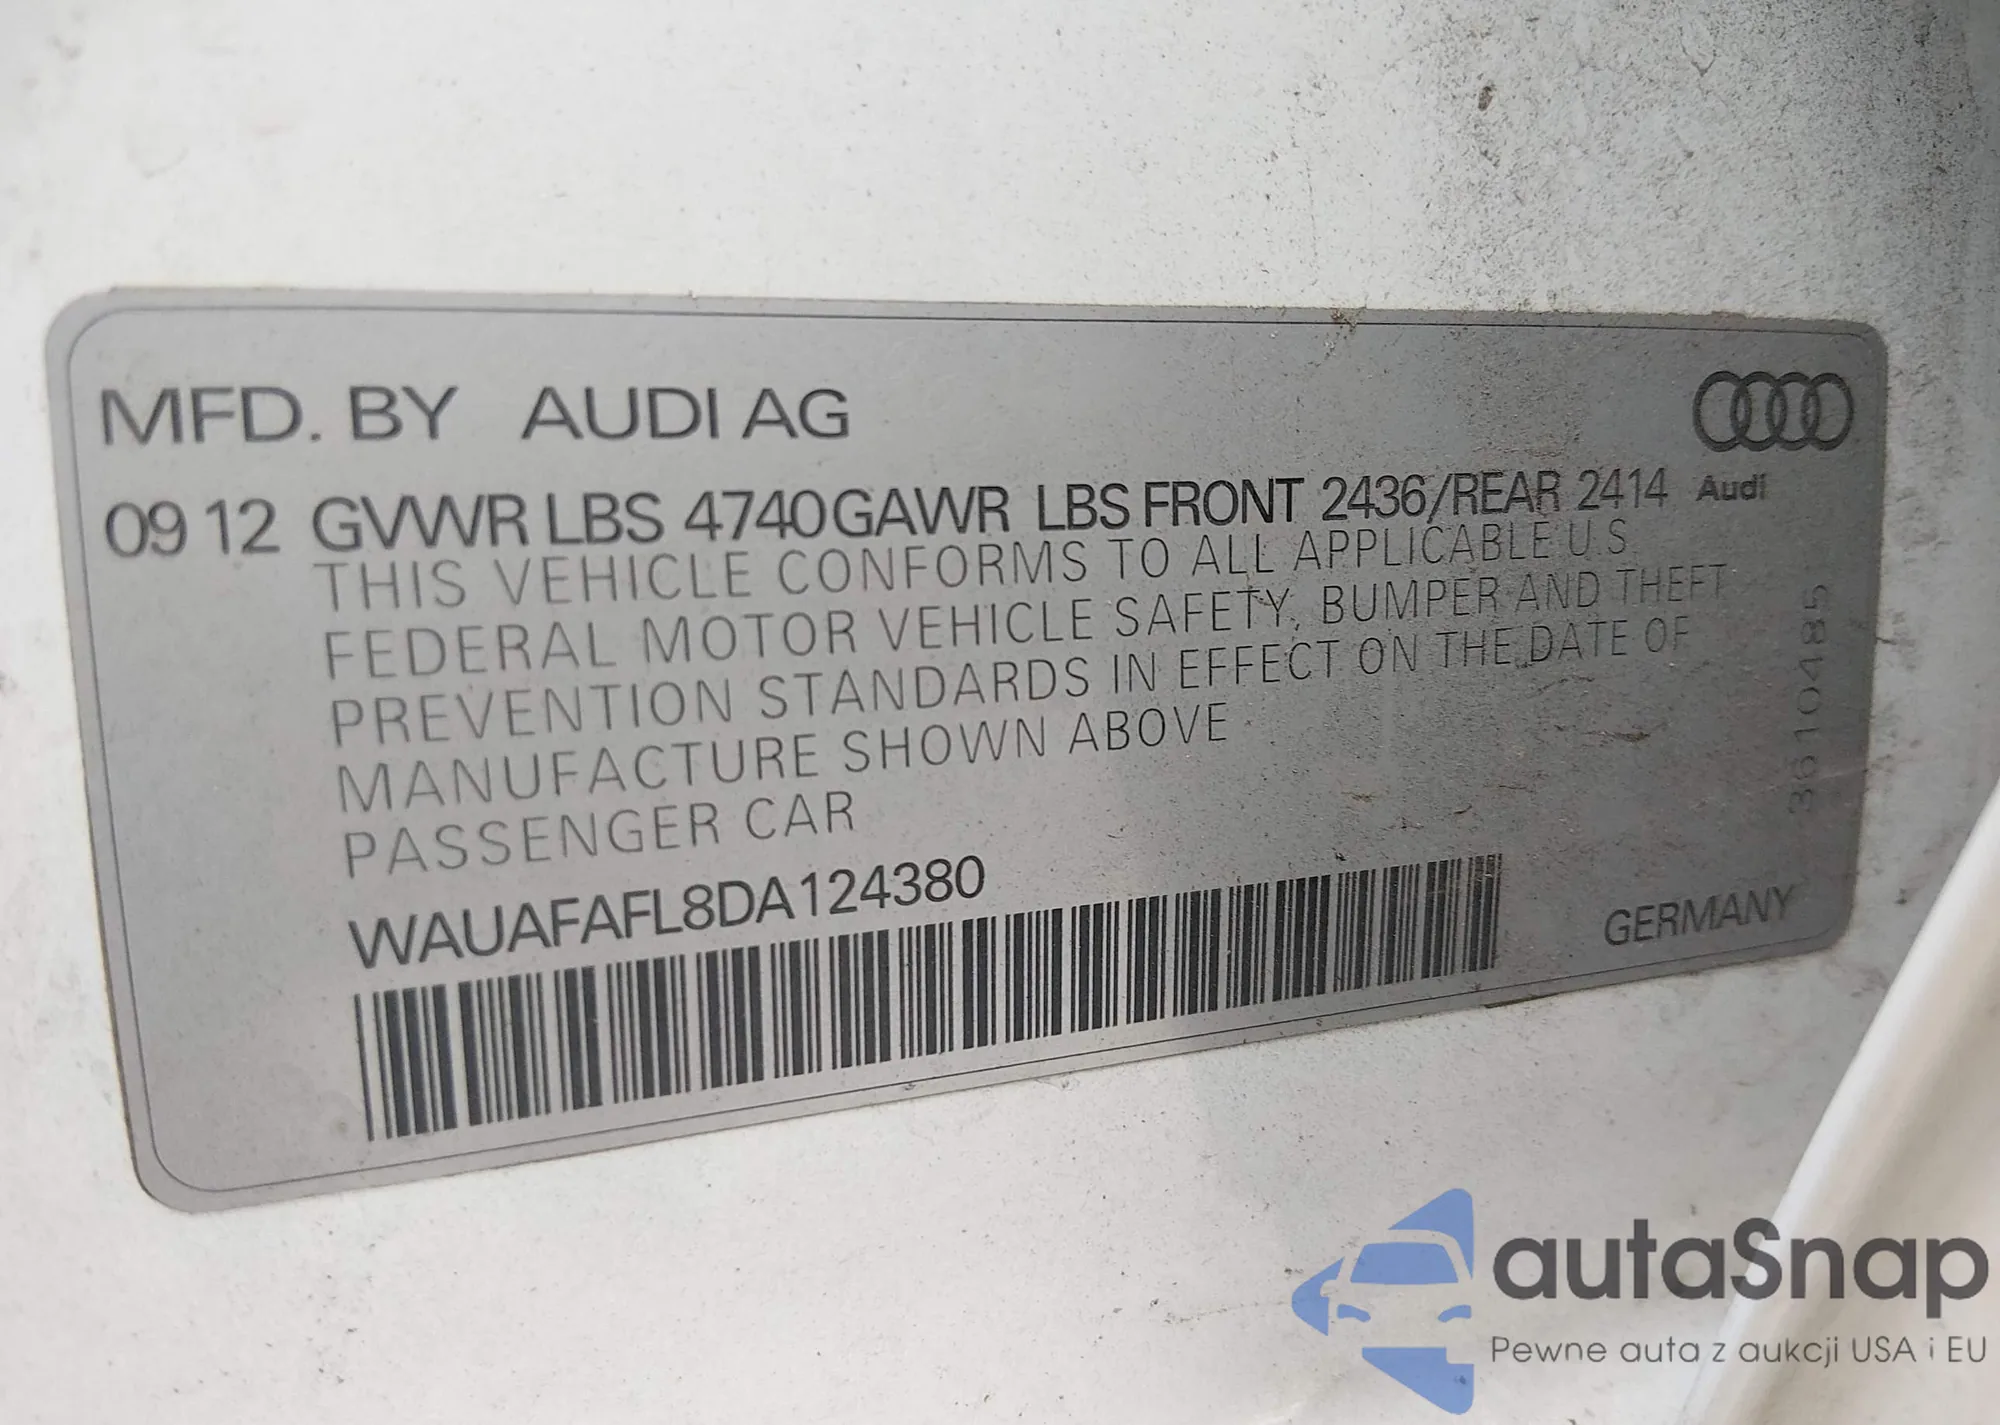 MFD. BY AUDI AG
09 12 GVWR LBS 4740 GAWR LBS FRONT 2436/REAR 2414
Audi
THIS VEHICLE CONFORMS TO ALL APPLICABLE U.S
FEDERAL MOTOR VEHICLE SAFETY, BUMPER AND THEFT
PREVENTION STANDARDS IN EFFECT ON THE DATE OF
MANUFACTURE SHOWN ABOVE
PASSENGER CAR
WAUAFAFL8DA124380
GERMANY
3610485
autaSnap
Pewne auta z aukcji USA i EU